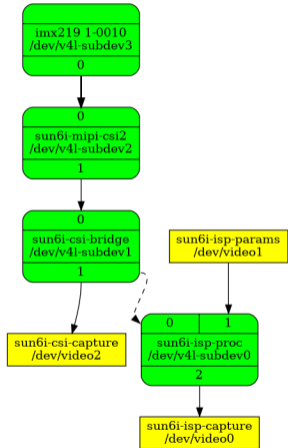 imx219 1-0010
/dev/v4l-subdev3
0
0
sun6i-mipi-csi2
/dev/v4l-subdev2
1
0
sun6i-csi-bridge
/dev/v4l-subdev1
1
sun6i-isp-params
/dev/video1
sun6i-csi-capture
/dev/video2
0 1
sun6i-isp-proc
/dev/v4l-subdev0
2
sun6i-isp-capture
/dev/video0